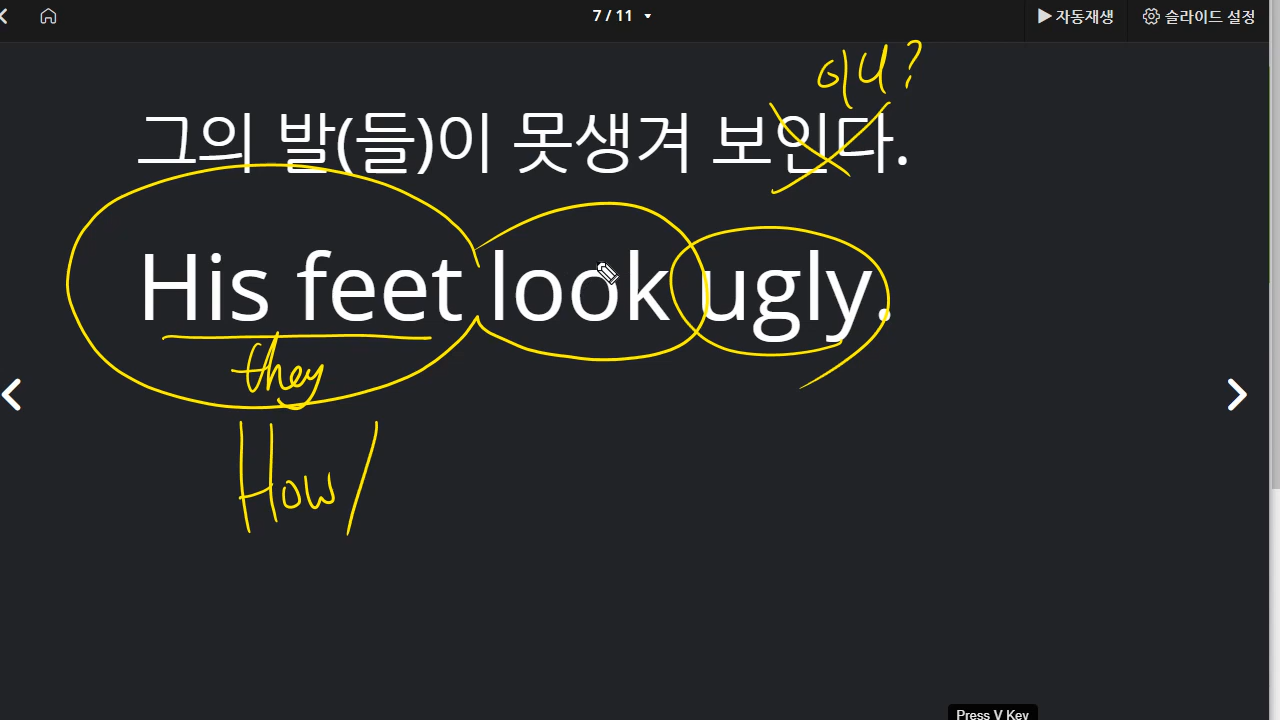 7 / 11
자동재생
슬라이드 설정
이니?
그의 발(들)이 못생겨 보인다.
His feet look ugly.
they
How /
Press V Key